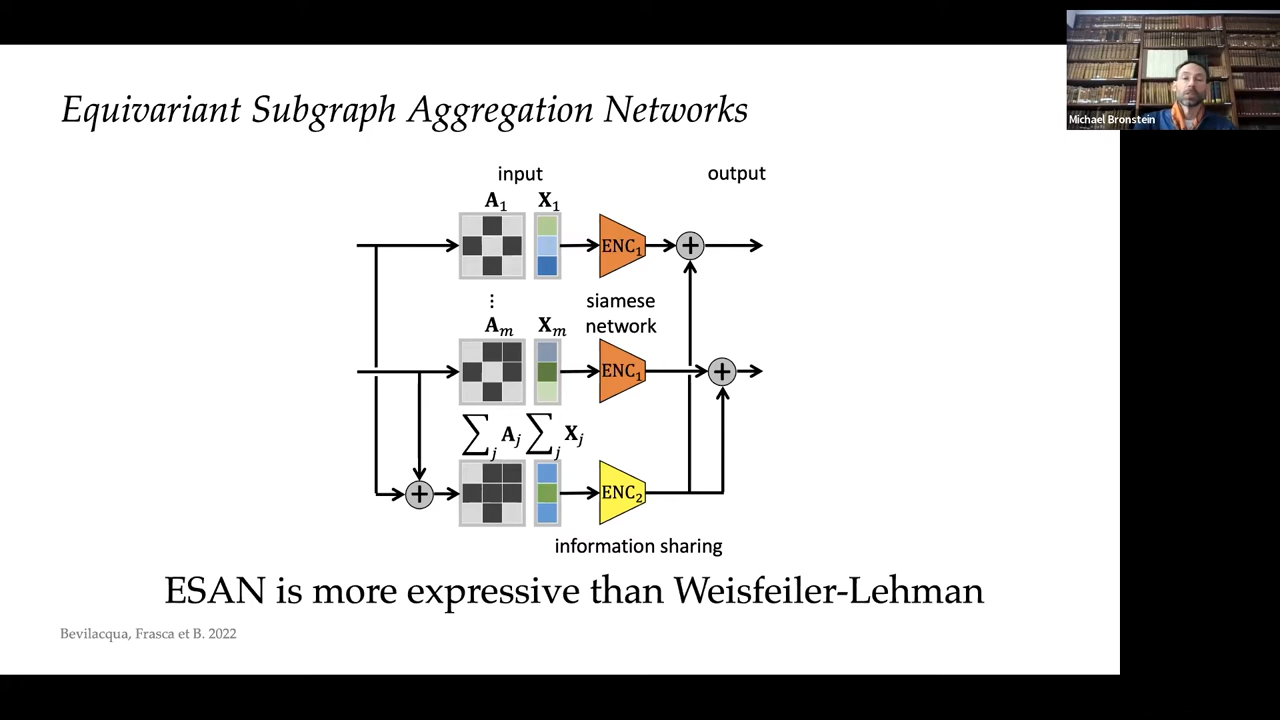 Michael Bronstein
Equivariant Subgraph Aggregation Networks
input
output
A₁ X₁
ENC₁
+
⋮
siamese
network
Aₘ Xₘ
ENC₁
+
∑ⱼ Aⱼ ∑ⱼ Xⱼ
+
ENC₂
information sharing
ESAN is more expressive than Weisfeiler-Lehman
Bevilacqua, Frasca et B. 2022